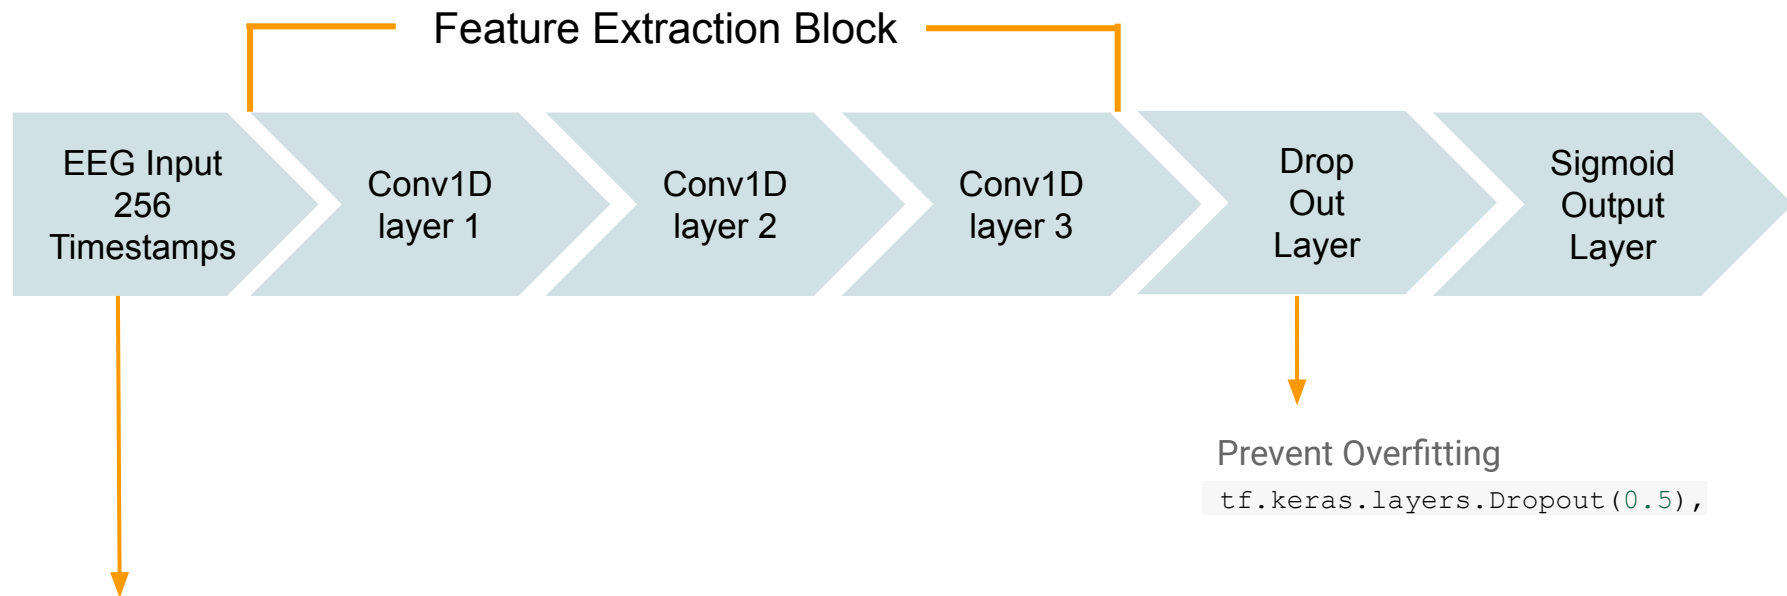 Feature Extraction Block
EEG Input
256
Timestamps
Conv1D
layer 1
Conv1D
layer 2
Conv1D
layer 3
Drop
Out
Layer
Sigmoid
Output
Layer
Prevent Overfitting
tf.keras.layers.Dropout(0.5),